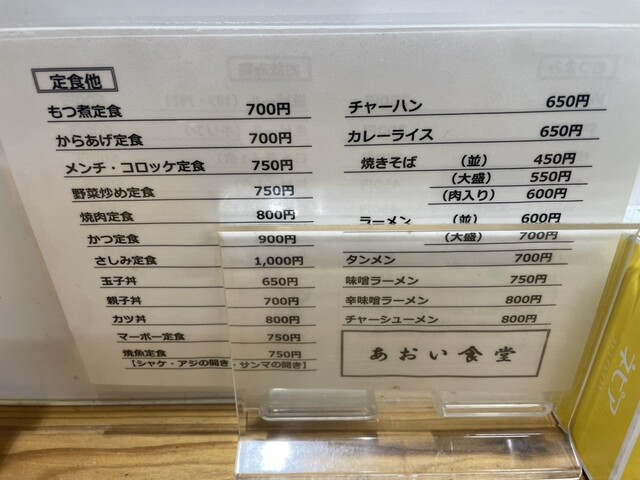 定食他
もつ煮定食 700円
からあげ定食 700円
メンチ・コロッケ定食 750円
野菜炒め定食 750円
焼肉定食 800円
かつ定食 900円
さしみ定食 1,000円
玉子丼 650円
親子丼 700円
カツ丼 800円
マーボー定食 750円
焼魚定食 750円
【シャケ・アジの開き・サンマの開き】
チャーハン 650円
カレーライス 650円
焼きそば （並） 450円
（大盛） 550円
（肉入り） 600円
ラーメン （並） 600円
（大盛） 700円
タンメン 700円
味噌ラーメン 750円
辛味噌ラーメン 800円
チャーシューメン 800円
あおい食堂
ネピア